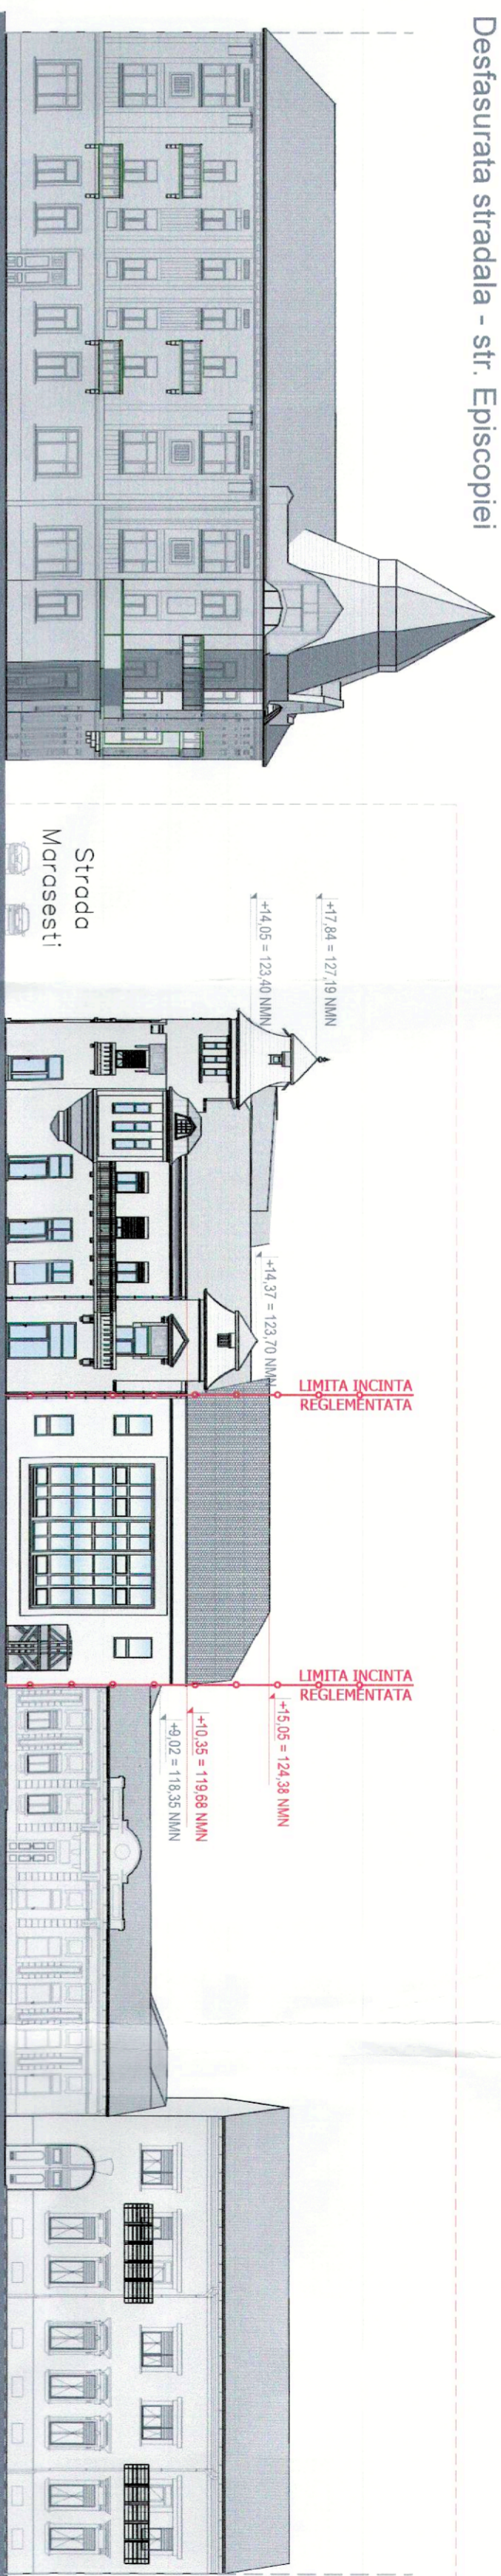 Desfasurata stradala - str. Episcopiei
Strada
Marasesti
+17,84 = 127,19 NMN
+14,05 = 123,40 NMN
+14,37 = 123,70 NMN
LIMITA INCINTA
REGLEMENTATA
LIMITA INCINTA
REGLEMENTATA
+15,05 = 124,38 NMN
+10,35 = 119,68 NMN
+9,02 = 118,35 NMN